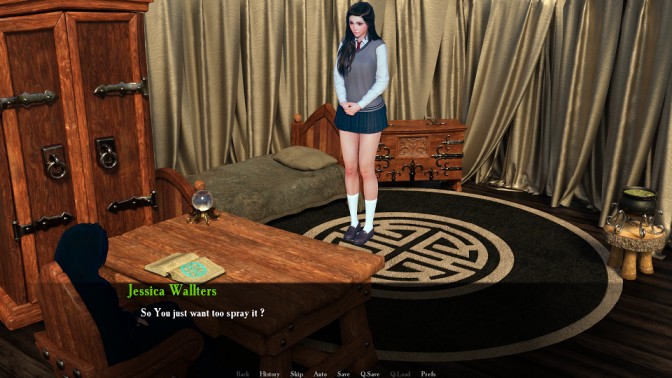 Jessica Wallters
So You just want too spray it ?
Back History Skip Auto Save Q.Save Q.Load Prefs